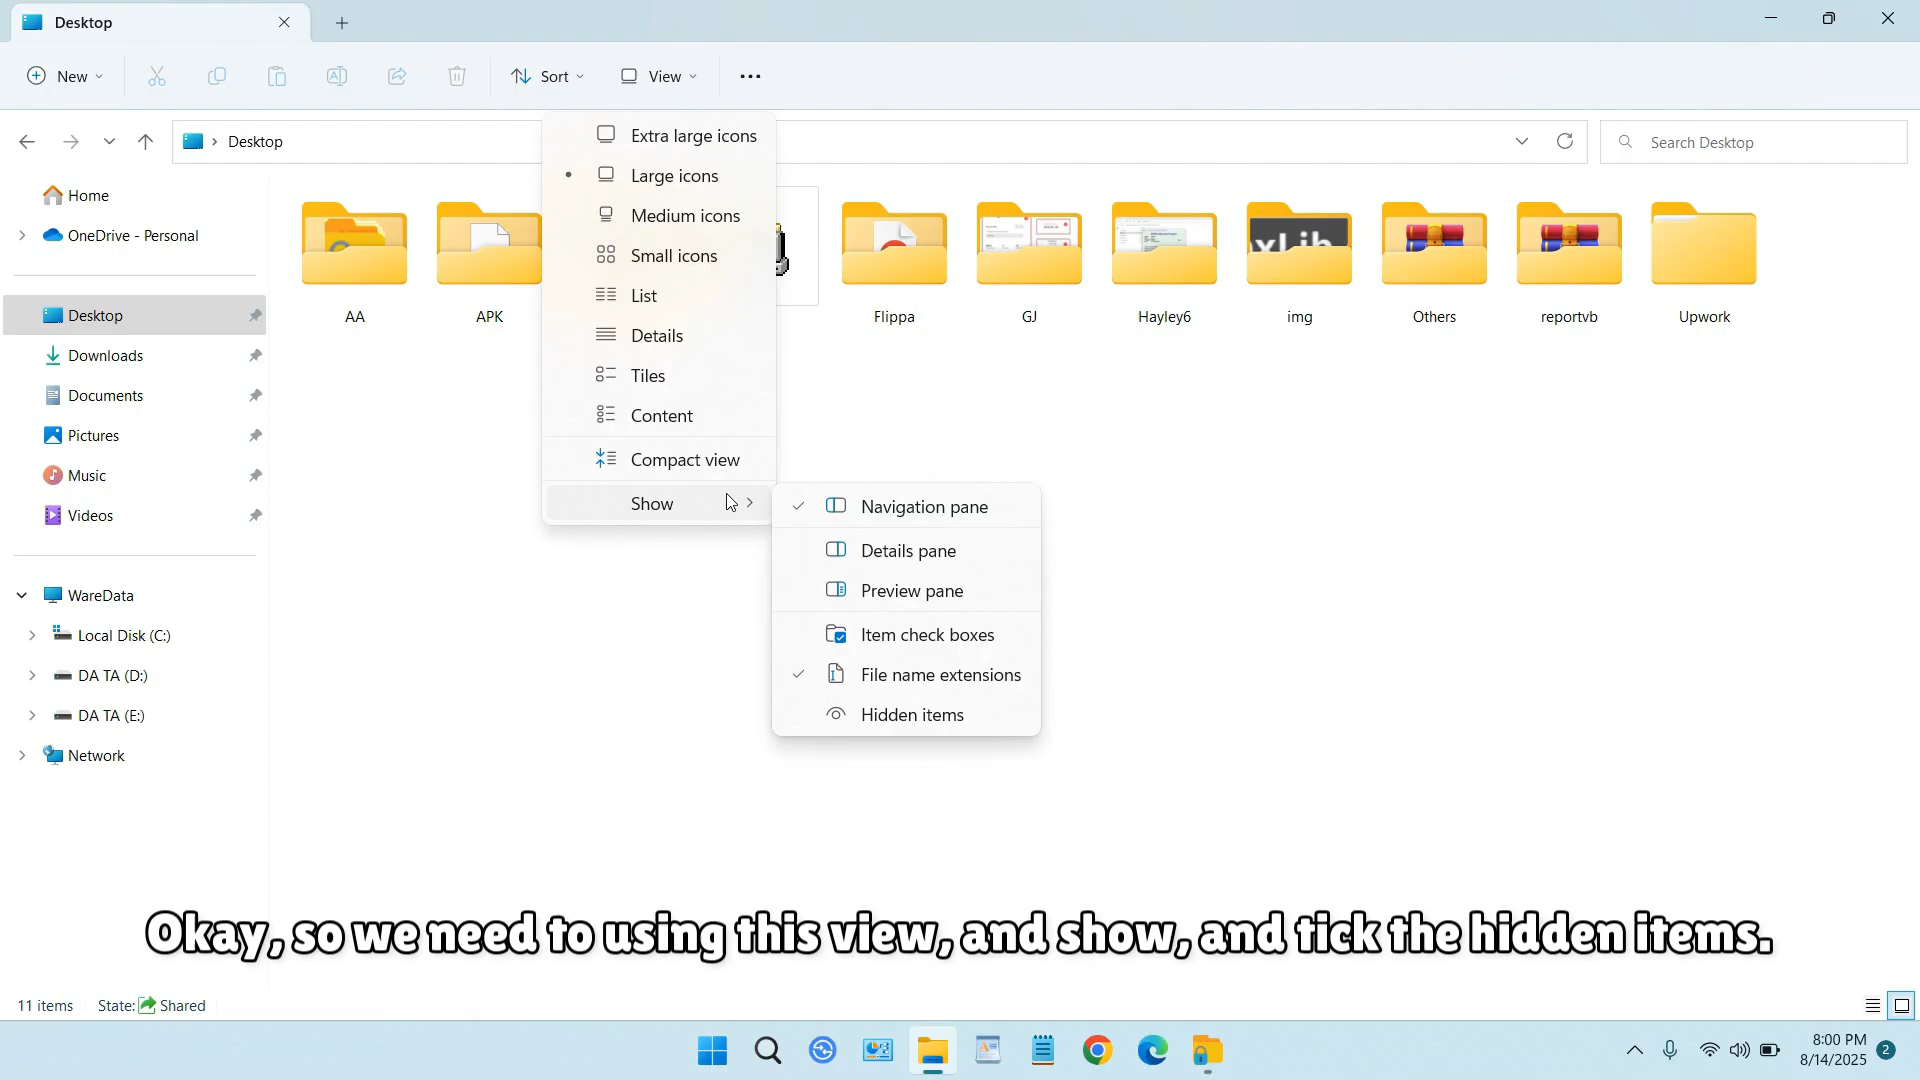 Desktop
New
Sort
View
Desktop
Search Desktop
Extra large icons
Large icons
Medium icons
Small icons
List
Details
Tiles
Content
Compact view
Show
Navigation pane
Details pane
Preview pane
Item check boxes
File name extensions
Hidden items
Home
OneDrive - Personal
Desktop
Downloads
Documents
Pictures
Music
Videos
WareData
Local Disk (C:)
DA TA (D:)
DA TA (E:)
Network
AA
APK
Flippa
GJ
Hayley6
xLib
img
Others
reportvb
Upwork
Okay, so we need to using this view, and show, and tick the hidden items.
11 items
State: Shared
8:00 PM
8/14/2025
2